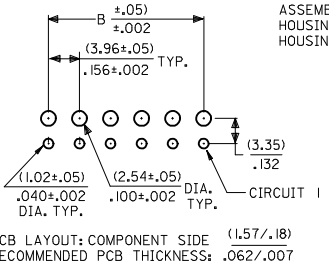 ASSEME
HOUSIN
HOUSIN
B ±.05)
±.002
(3.96±.05) TYP.
.156±.002
(3.35)
.132
(1.02±.05)
.040±.002
DIA. TYP.
(2.54±.05) DIA.
.100±.002 TYP.
CIRCUIT I
CB LAYOUT: COMPONENT SIDE (1.57/.18)
ECOMMENDED PCB THICKNESS: .062/.007